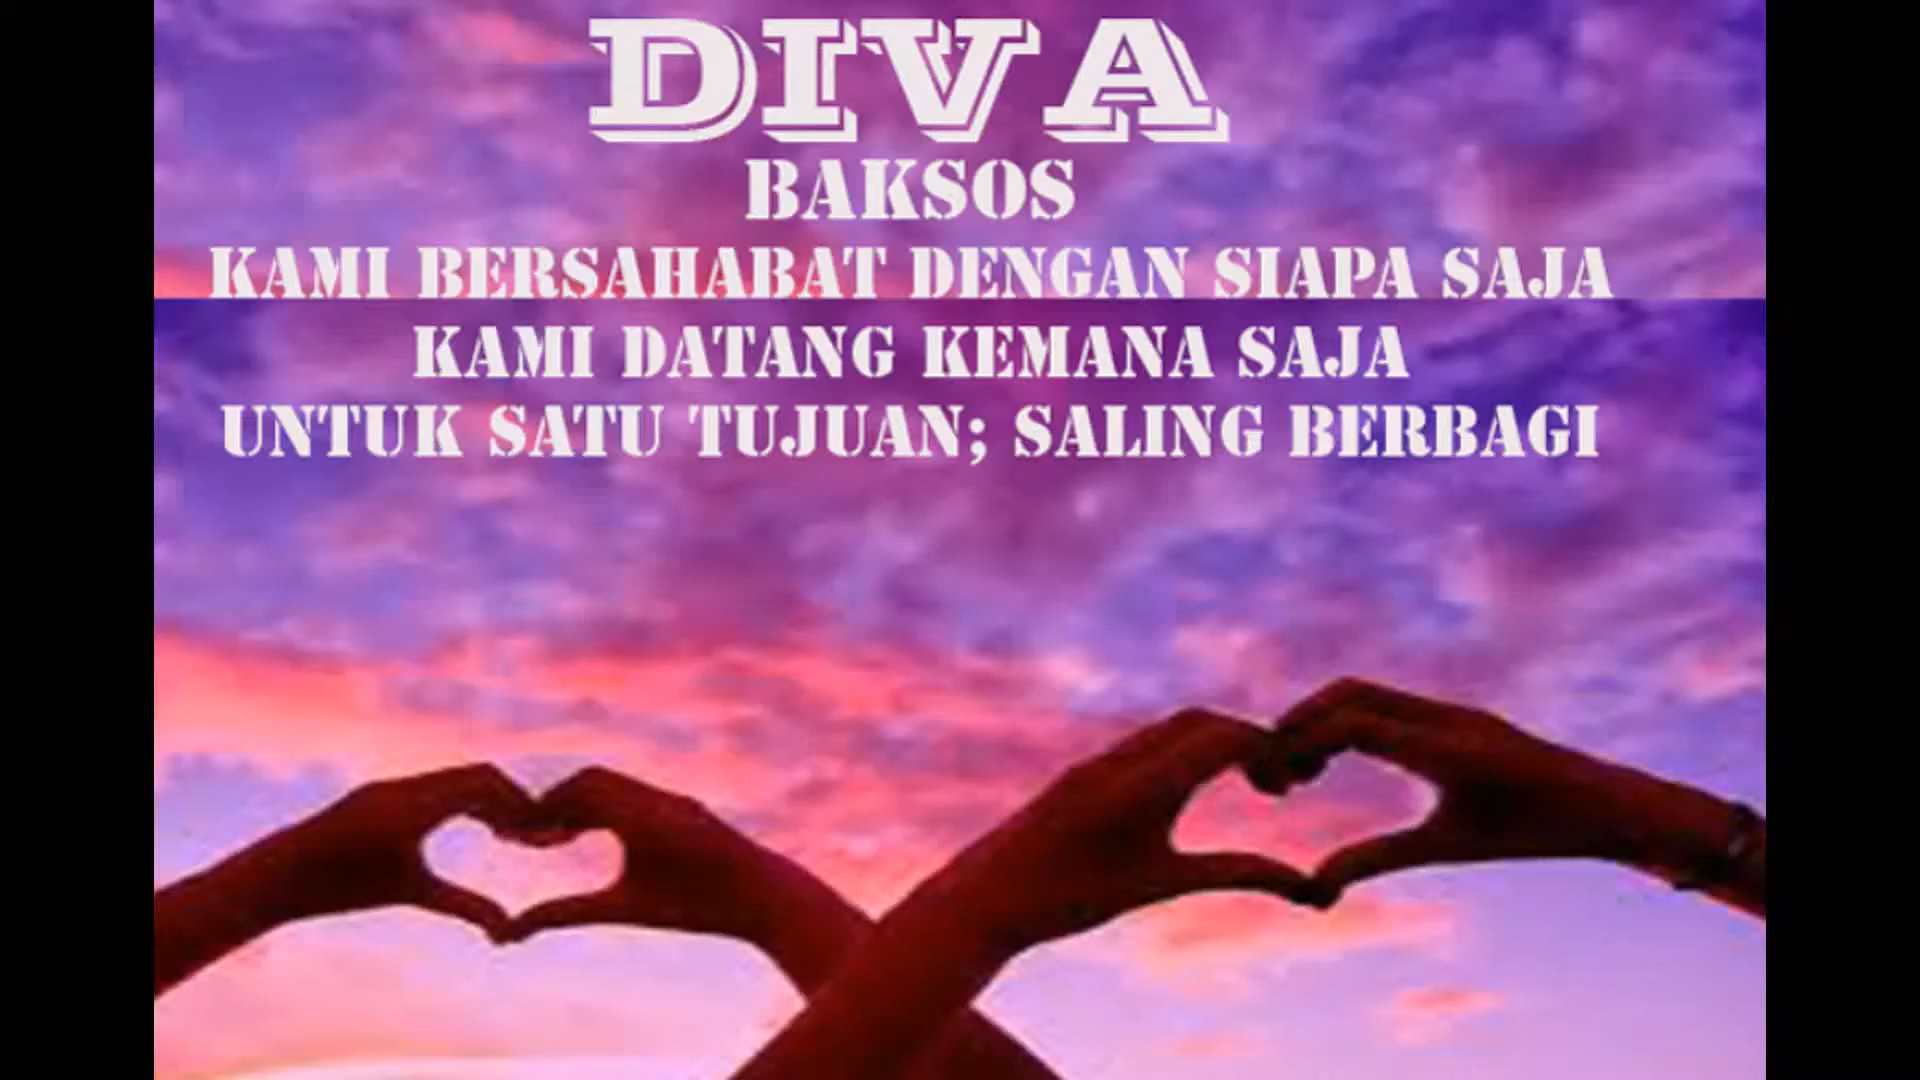 DIVA
BAKSOS
KAMI BERSAHABAT DENGAN SIAPA SAJA
KAMI DATANG KEMANA SAJA
UNTUK SATU TUJUAN; SALING BERBAGI